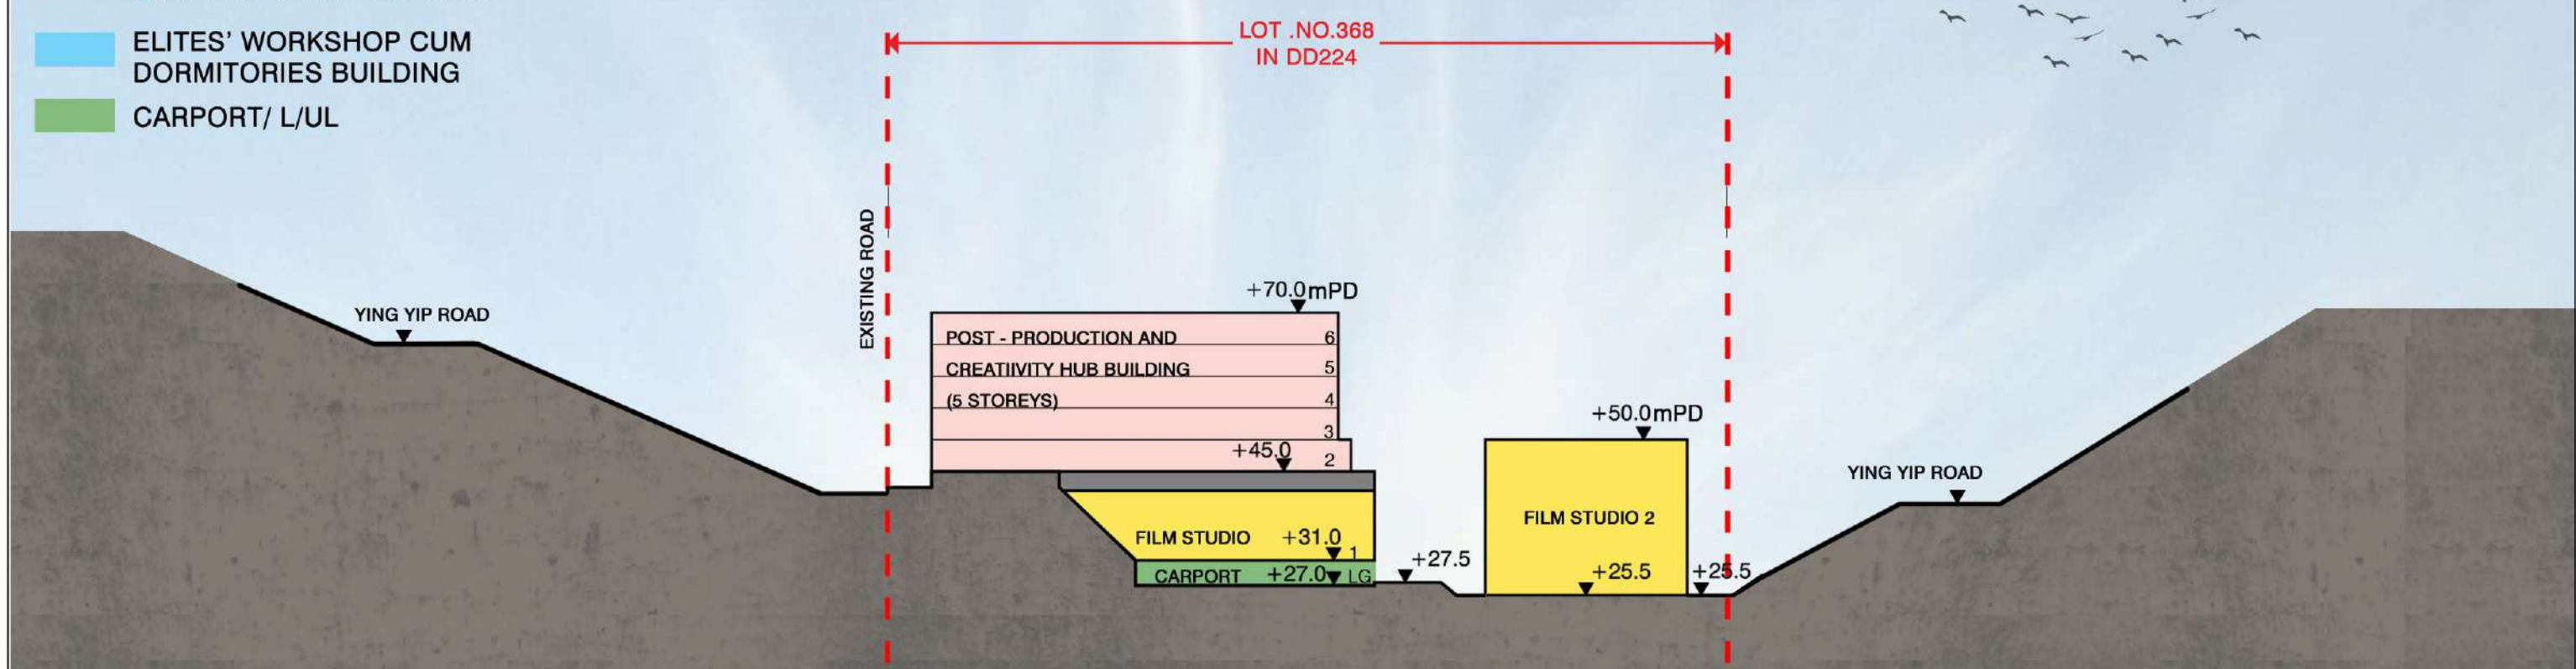 ELITES' WORKSHOP CUM
DORMITORIES BUILDING
CARPORT/ L/UL
LOT .NO.368
IN DD224
EXISTING ROAD
YING YIP ROAD
+70.0mPD
POST - PRODUCTION AND 6
CREATIIVITY HUB BUILDING 5
(5 STOREYS) 4
3
+45.0 2
FILM STUDIO +31.0 1
CARPORT +27.0 LG
+27.5
+50.0mPD
FILM STUDIO 2
+25.5
+25.5
YING YIP ROAD